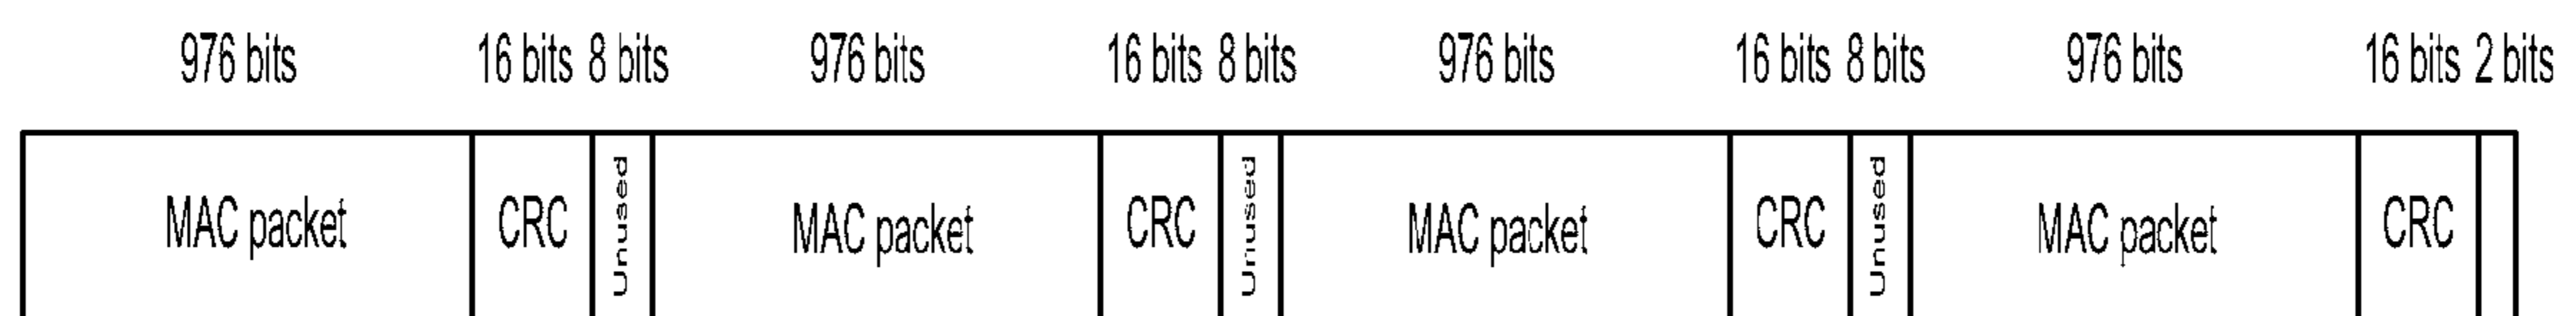 976 bits 16 bits 8 bits 976 bits 16 bits 8 bits 976 bits 16 bits 8 bits 976 bits 16 bits 2 bits
MAC packet CRC Unused MAC packet CRC Unused MAC packet CRC Unused MAC packet CRC